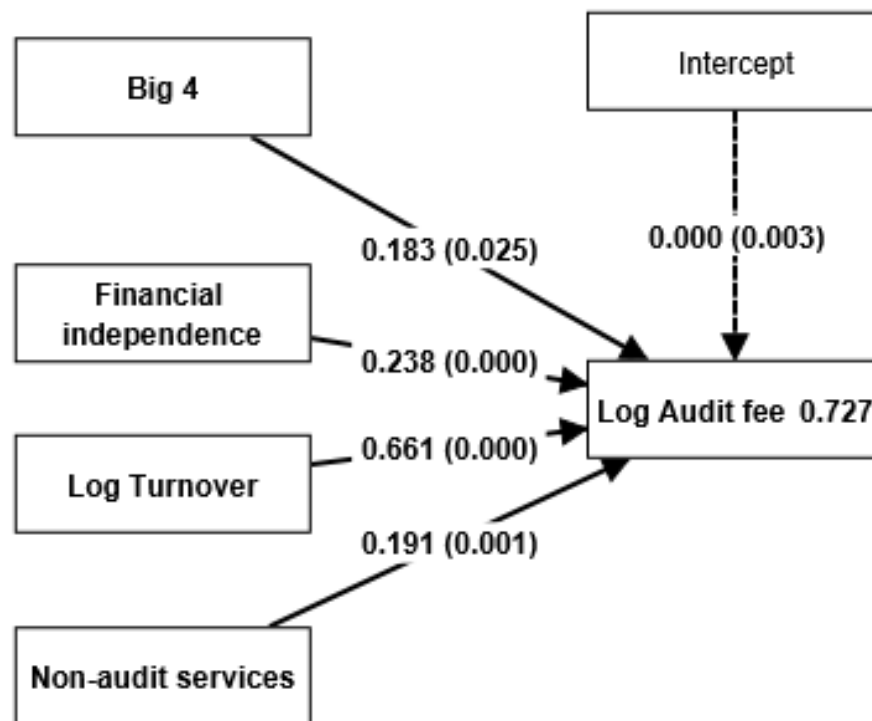 Big 4
Intercept
0.183 (0.025)
0.000 (0.003)
Financial
independence
0.238 (0.000)
Log Audit fee 0.727
Log Turnover
0.661 (0.000)
0.191 (0.001)
Non-audit services